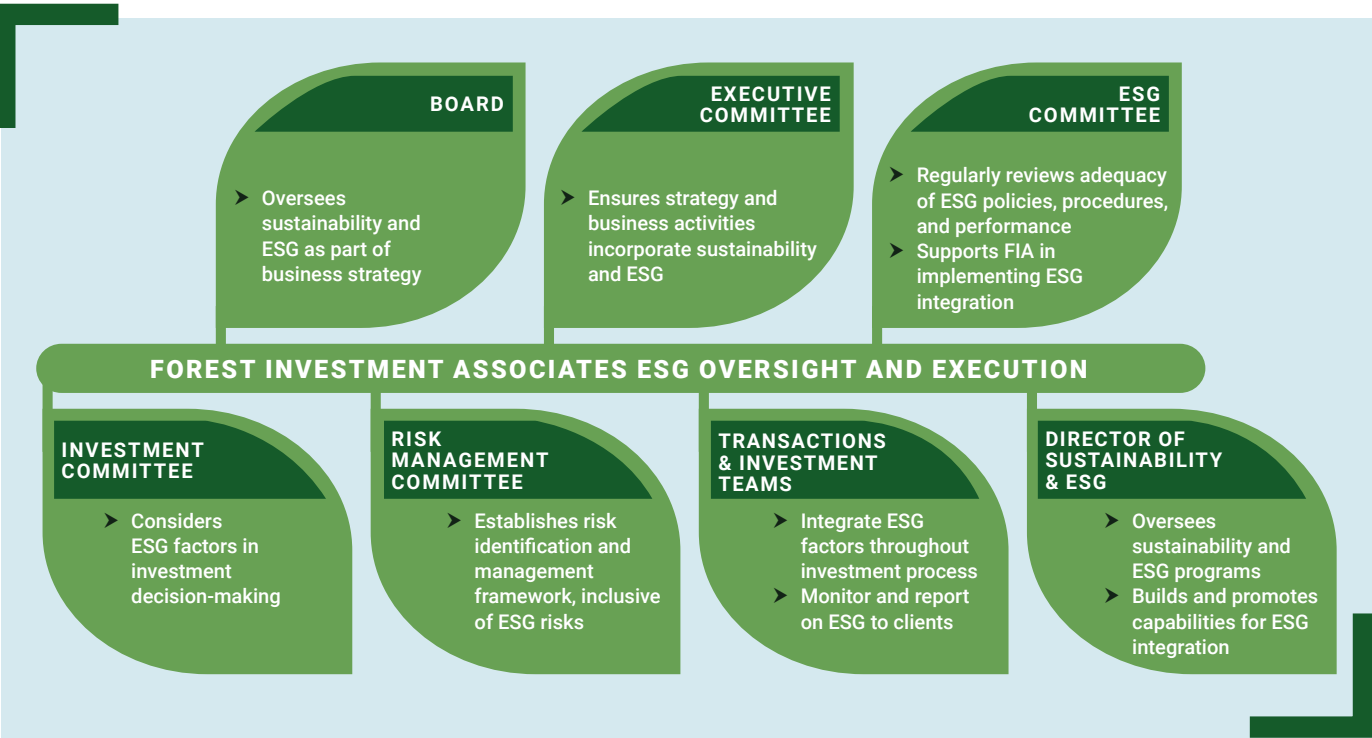 BOARD
Oversees
sustainability and
ESG as part of
business strategy
EXECUTIVE
COMMITTEE
Ensures strategy and
business activities
incorporate sustainability
and ESG
ESG
COMMITTEE
Regularly reviews adequacy
of ESG policies, procedures,
and performance
Supports FIA in
implementing ESG
integration
FOREST INVESTMENT ASSOCIATES ESG OVERSIGHT AND EXECUTION
INVESTMENT
COMMITTEE
Considers
ESG factors in
investment
decision-making
RISK
MANAGEMENT
COMMITTEE
Establishes risk
identification and
management
framework, inclusive
of ESG risks
TRANSACTIONS
& INVESTMENT
TEAMS
Integrate ESG
factors throughout
investment process
Monitor and report
on ESG to clients
DIRECTOR OF
SUSTAINABILITY
& ESG
Oversees
sustainability and
ESG programs
Builds and promotes
capabilities for ESG
integration